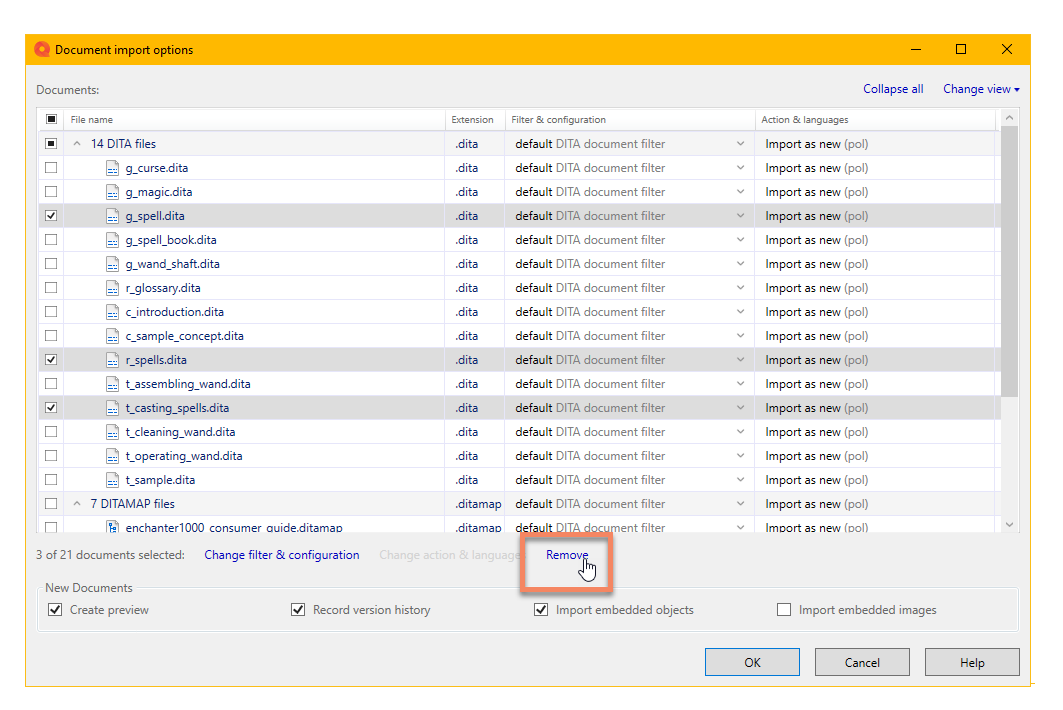 Document import options
Documents: Collapse all Change view
File name Extension Filter & configuration Action & languages
14 DITA files .dita default DITA document filter Import as new (pol)
g_curse.dita .dita default DITA document filter Import as new (pol)
g_magic.dita .dita default DITA document filter Import as new (pol)
g_spell.dita .dita default DITA document filter Import as new (pol)
g_spell_book.dita .dita default DITA document filter Import as new (pol)
g_wand_shaft.dita .dita default DITA document filter Import as new (pol)
r_glossary.dita .dita default DITA document filter Import as new (pol)
c_introduction.dita .dita default DITA document filter Import as new (pol)
c_sample_concept.dita .dita default DITA document filter Import as new (pol)
r_spells.dita .dita default DITA document filter Import as new (pol)
t_assembling_wand.dita .dita default DITA document filter Import as new (pol)
t_casting_spells.dita .dita default DITA document filter Import as new (pol)
t_cleaning_wand.dita .dita default DITA document filter Import as new (pol)
t_operating_wand.dita .dita default DITA document filter Import as new (pol)
t_sample.dita .dita default DITA document filter Import as new (pol)
7 DITAMAP files .ditamap default DITA document filter Import as new (pol)
enchanter1000_consumer_guide.ditamap .ditamap default DITA document filter Import as new (pol)
3 of 21 documents selected: Change filter & configuration Change action & language Remove
New Documents
Create preview Record version history Import embedded objects Import embedded images
OK Cancel Help